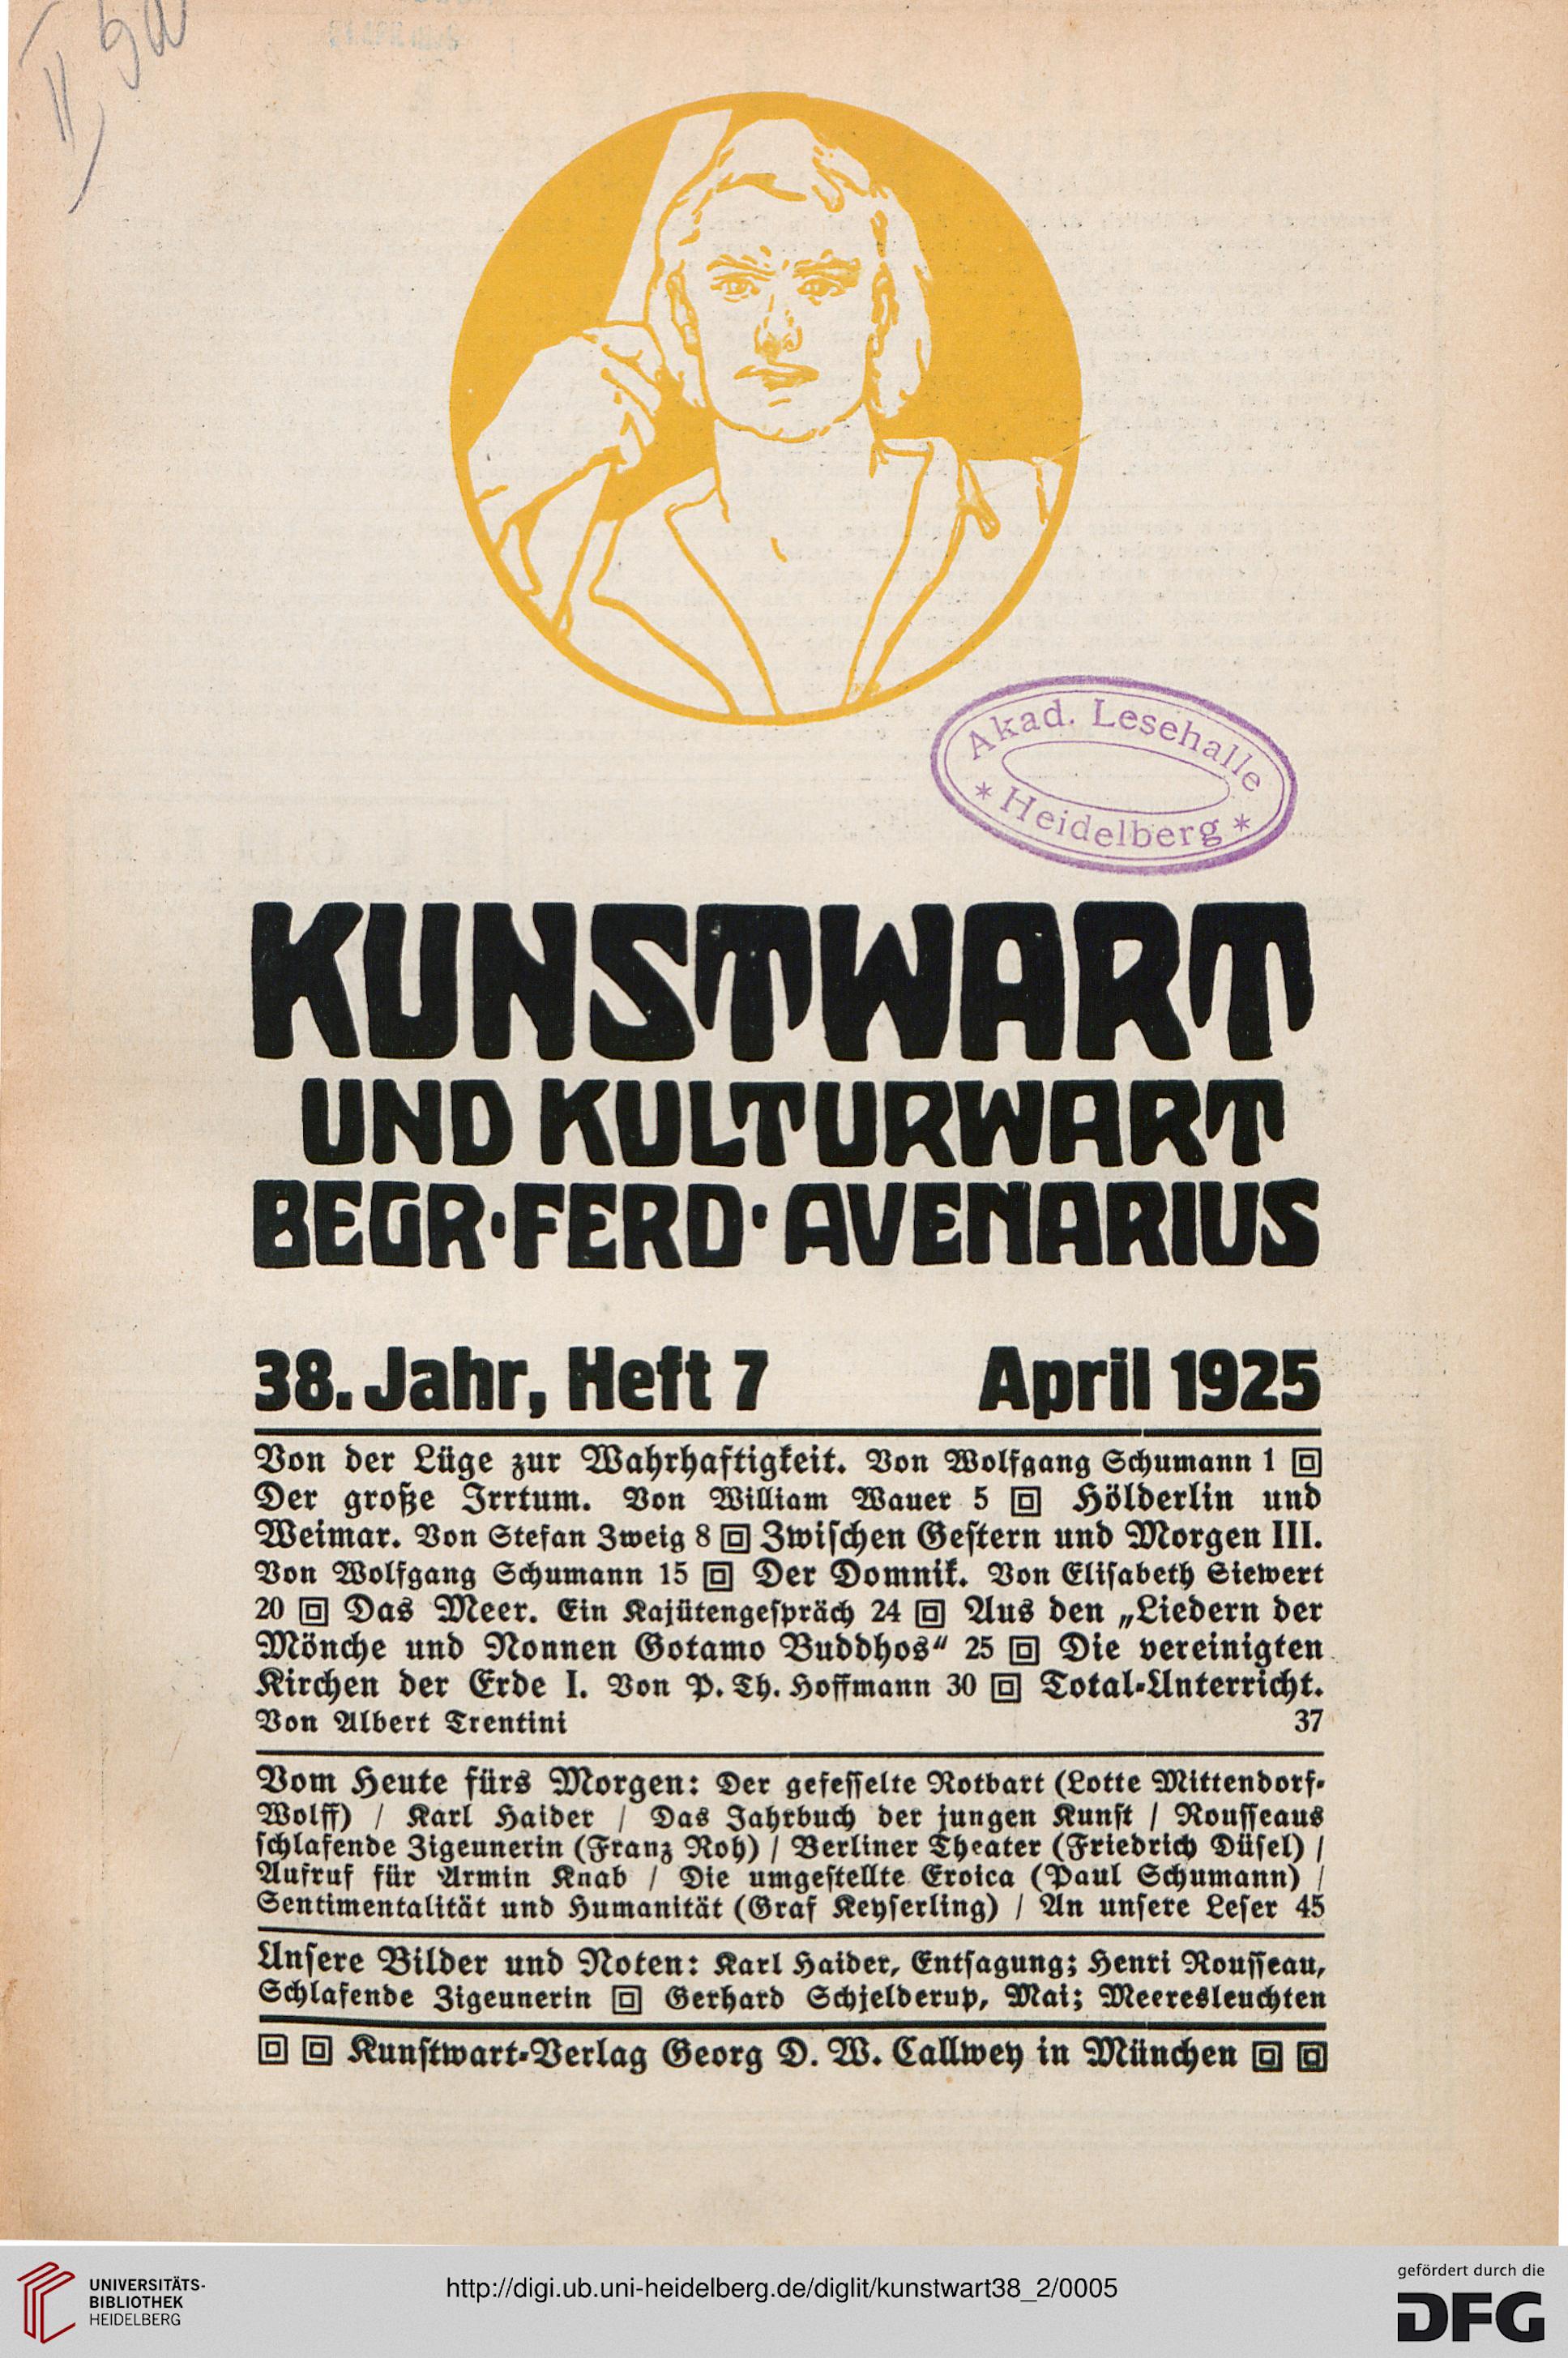 II 9a
Akad. Lesehalle
* Heidelberg *
KUNSTWART
UND KULTURWART
BEGR·FERD·AVENARIUS
38. Jahr, Heft 7 April 1925
Von der Lüge zur Wahrhaftigkeit. Von Wolfgang Schumann 1
Der große Irrtum. Von William Wauer 5 Hölderlin und
Weimar. Von Stefan Zweig 8 Zwischen Gestern und Morgen III.
Von Wolfgang Schumann 15 Der Domnik. Von Elisabeth Siewert
20 Das Meer. Ein Kajütengespräch 24 Aus den „Liedern der
Mönche und Nonnen Gotamo Buddhos“ 25 Die vereinigten
Kirchen der Erde I. Von P. Th. Hoffmann 30 Total-Unterricht.
Von Albert Trentini 37
Vom Heute fürs Morgen: Der gefesselte Rotbart (Lotte Mittendorf-
Wolff) / Karl Haider / Das Jahrbuch der jungen Kunst / Rousseaus
schlafende Zigeunerin (Franz Roh) / Berliner Theater (Friedrich Düsel) /
Aufruf für Armin Knab / Die umgestellte Eroica (Paul Schumann) /
Sentimentalität und Humanität (Graf Keyserling) / An unsere Leser 45
Unsere Bilder und Noten: Karl Haider, Entsagung; Henri Rousseau,
Schlafende Zigeunerin Gerhard Schjelderup, Mai; Meeresleuchten
Kunstwart-Verlag Georg D. W. Callwey in München
UNIVERSITÄTS-
BIBLIOTHEK
HEIDELBERG
http://digi.ub.uni-heidelberg.de/diglit/kunstwart38_2/0005
gefördert durch die
DFG